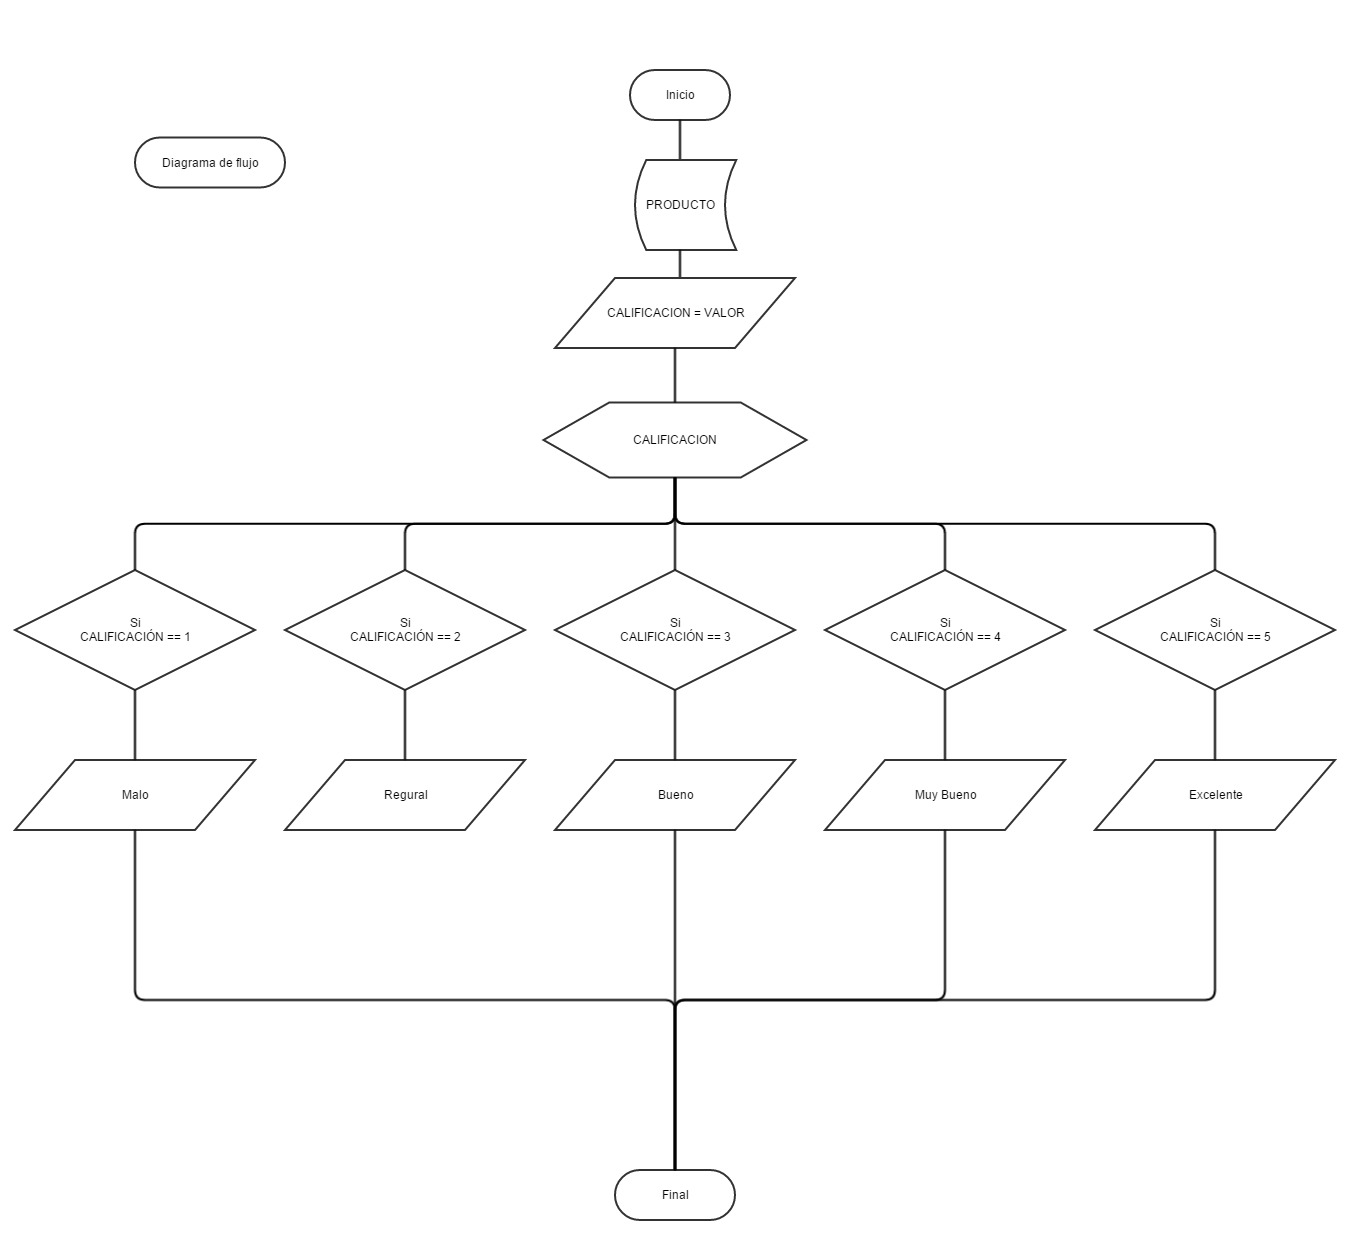 Inicio
Diagrama de flujo
PRODUCTO
CALIFICACION = VALOR
CALIFICACION
Si
CALIFICACIÓN == 1
Si
CALIFICACIÓN == 2
Si
CALIFICACIÓN == 3
Si
CALIFICACIÓN == 4
Si
CALIFICACIÓN == 5
Malo
Regural
Bueno
Muy Bueno
Excelente
Final